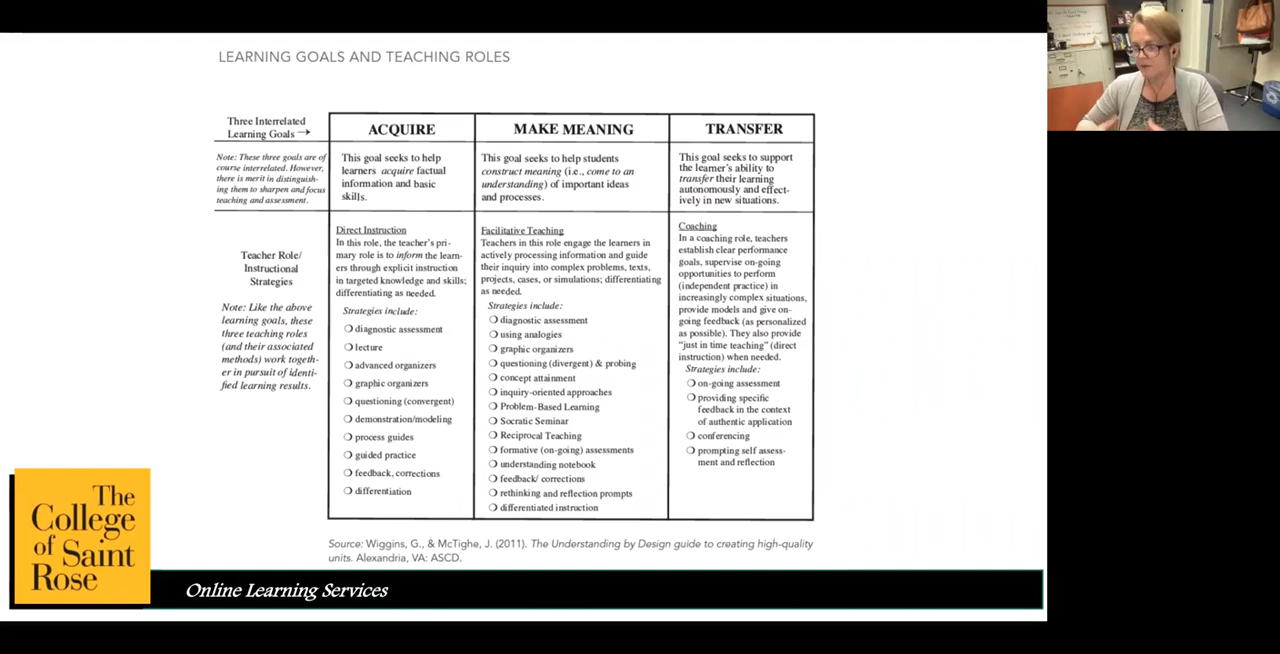 LEARNING GOALS AND TEACHING ROLES
Three Interrelated
Learning Goals →
ACQUIRE
MAKE MEANING
TRANSFER
Note: These three goals are of
course interrelated. However,
there is merit in distinguish-
ing them to sharpen and focus
teaching and assessment.
This goal seeks to help
learners acquire factual
information and basic
skills.
This goal seeks to help students
construct meaning (i.e., come to an
understanding) of important ideas
and processes.
This goal seeks to support
the learner's ability to
transfer their learning
autonomously and effect-
ively in new situations.
Teacher Role/
Instructional
Strategies
Note: Like the above
learning goals, these
three teaching roles
(and their associated
methods) work togeth-
er in pursuit of identi-
fied learning results.
Direct Instruction
In this role, the teacher's pri-
mary role is to inform the learn-
ers through explicit instruction
in targeted knowledge and skills;
differentiating as needed.
Strategies include:
❍ diagnostic assessment
❍ lecture
❍ advanced organizers
❍ graphic organizers
❍ questioning (convergent)
❍ demonstration/modeling
❍ process guides
❍ guided practice
❍ feedback, corrections
❍ differentiation
Facilitative Teaching
Teachers in this role engage the learners in
actively processing information and guide
their inquiry into complex problems, texts,
projects, cases, or simulations; differentiating
as needed.
Strategies include:
❍ diagnostic assessment
❍ using analogies
❍ graphic organizers
❍ questioning (divergent) & probing
❍ concept attainment
❍ inquiry-oriented approaches
❍ Problem-Based Learning
❍ Socratic Seminar
❍ Reciprocal Teaching
❍ formative (on-going) assessments
❍ understanding notebook
❍ feedback/ corrections
❍ rethinking and reflection prompts
❍ differentiated instruction
Coaching
In a coaching role, teachers
establish clear performance
goals, supervise on-going
opportunities to perform
(independent practice) in
increasingly complex situations,
provide models and give on-
going feedback (as personalized
as possible). They also provide
"just in time teaching" (direct
instruction) when needed.
Strategies include:
❍ on-going assessment
❍ providing specific
feedback in the context
of authentic application
❍ conferencing
❍ prompting self assess-
ment and reflection
Source: Wiggins, G., & McTighe, J. (2011). The Understanding by Design guide to creating high-quality
units. Alexandria, VA: ASCD.
The
College
of Saint
Rose
Online Learning Services